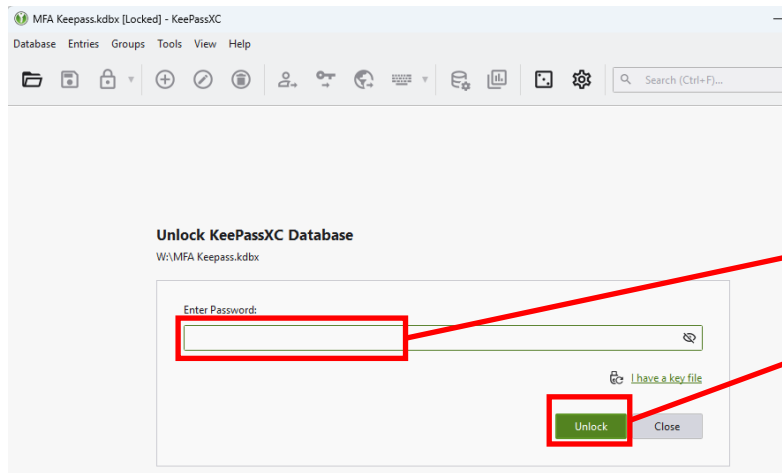 MFA Keepass.kdbx [Locked] - KeePassXC
Database Entries Groups Tools View Help
Search (Ctrl+F)...
Unlock KeePassXC Database
W:\MFA Keepass.kdbx
Enter Password:
I have a key file
Unlock Close